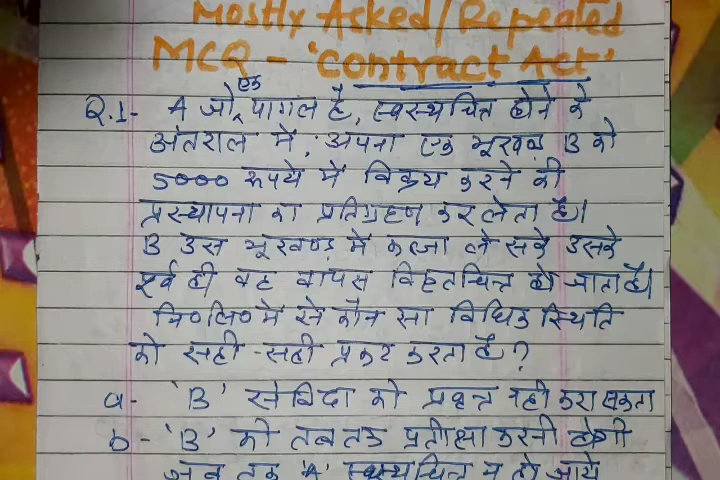 Mostly Asked/Repeated
MCQ - 'Contract Act'
एक
Q.1- A जो, पागल है, स्वस्थचित्त होने के
अंतराल में, अपना एक भूखण्ड B को
5000 रूपये में विक्रय करने की
प्रस्थापना का प्रतिग्रहण कर लेता है।
B उस भूखण्ड में कब्जा ले सके उसके
पूर्व ही वह वापस विकृतचित्त हो जाता है।
नि०लि० में से कौन सा विधिक स्थिति
को सही-सही प्रकट करता है?
a- 'B' संविदा को प्रवृत्त नही करा सकता
b- 'B' को तब तक प्रतीक्षा करनी होगी
जब तक 'A' स्वस्थचित्त न हो जाये